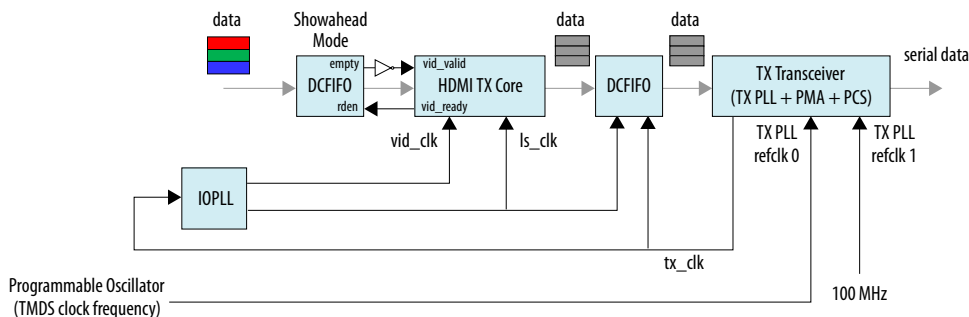 data
Showahead
Mode
data
data
empty
vid_valid
DCFIFO
HDMI TX Core
rden
vid_ready
DCFIFO
TX Transceiver
(TX PLL + PMA + PCS)
serial data
vid_clk
ls_clk
TX PLL
refclk 0
TX PLL
refclk 1
IOPLL
tx_clk
Programmable Oscillator
(TMDS clock frequency)
100 MHz